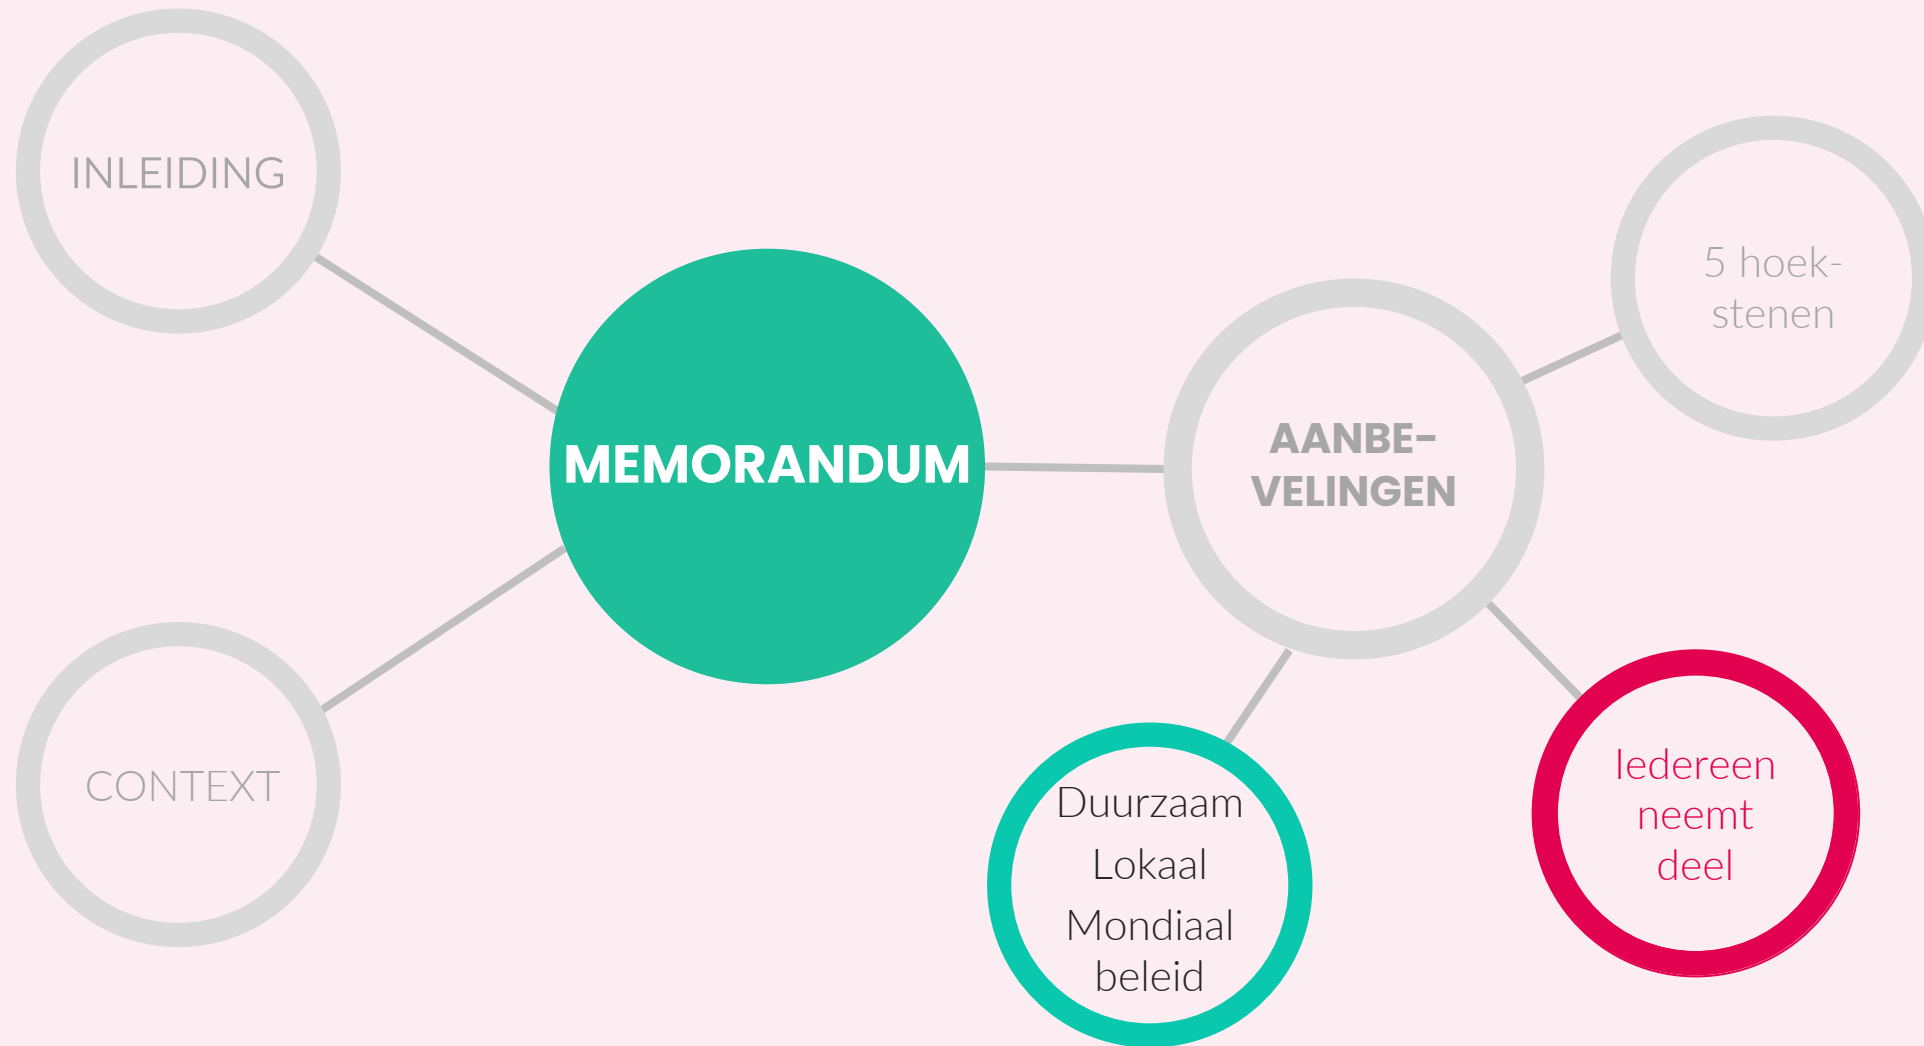 INLEIDING
CONTEXT
MEMORANDUM
AANBE-
VELINGEN
5 hoek-
stenen
Duurzaam
Lokaal
Mondiaal
beleid
Iedereen
neemt
deel